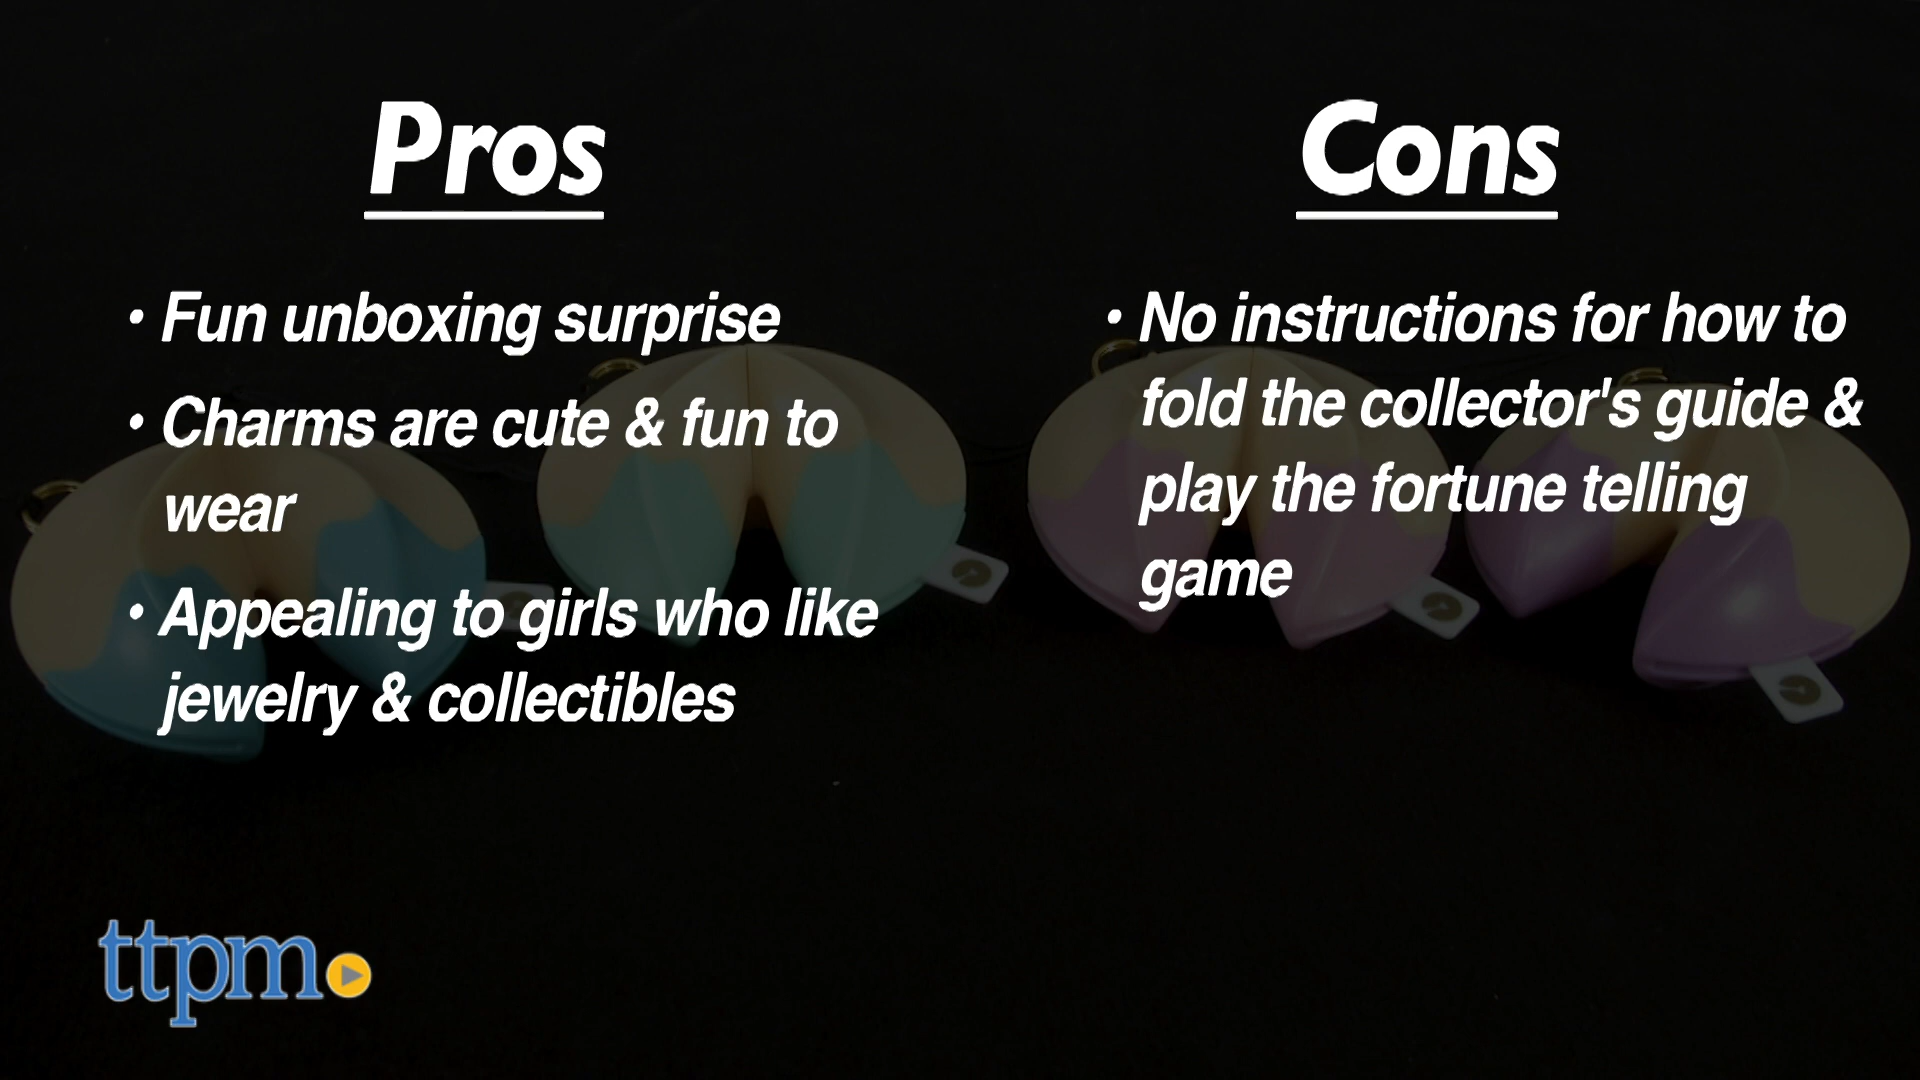 Pros
• Fun unboxing surprise
• Charms are cute & fun to
wear
• Appealing to girls who like
jewelry & collectibles
Cons
• No instructions for how to
fold the collector's guide &
play the fortune telling
game
ttpm